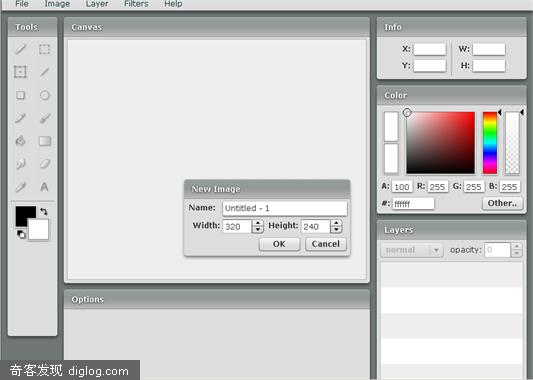 File Image Layer Filters Help
Tools
Canvas
Info
X: W:
Y: H:
Color
A: 100 R: 255 G: 255 B: 255
#: ffffff Other..
New Image
Name: Untitled - 1
Width: 320 Height: 240
OK Cancel
Layers
normal opacity: 0
Options
A
奇客发现 diglog.com